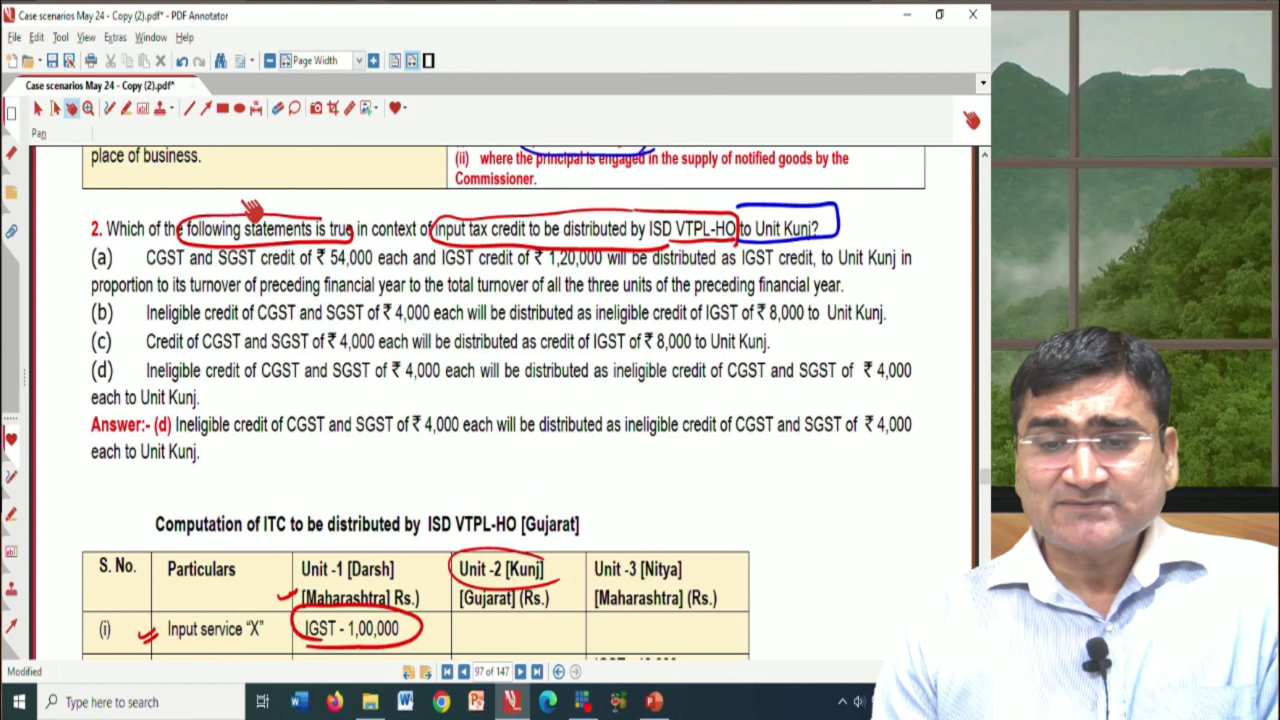 Case scenarios May 24 - Copy (2).pdf* - PDF Annotator
File Edit Tool View Extras Window Help
Page Width
Case scenarios May 24 - Copy (2).pdf*
Pan
place of business.
(ii) where the principal is engaged in the supply of notified goods by the
Commissioner.
2. Which of the following statements is true in context of input tax credit to be distributed by ISD VTPL-HO to Unit Kunj?
(a) CGST and SGST credit of ₹ 54,000 each and IGST credit of ₹ 1,20,000 will be distributed as IGST credit, to Unit Kunj in
proportion to its turnover of preceding financial year to the total turnover of all the three units of the preceding financial year.
(b) Ineligible credit of CGST and SGST of ₹ 4,000 each will be distributed as ineligible credit of IGST of ₹ 8,000 to Unit Kunj.
(c) Credit of CGST and SGST of ₹ 4,000 each will be distributed as credit of IGST of ₹ 8,000 to Unit Kunj.
(d) Ineligible credit of CGST and SGST of ₹ 4,000 each will be distributed as ineligible credit of CGST and SGST of ₹ 4,000
each to Unit Kunj.
Answer:- (d) Ineligible credit of CGST and SGST of ₹ 4,000 each will be distributed as ineligible credit of CGST and SGST of ₹ 4,000
each to Unit Kunj.
Computation of ITC to be distributed by ISD VTPL-HO [Gujarat]
S. No. Particulars Unit -1 [Darsh] Unit -2 [Kunj] Unit -3 [Nitya]
[Maharashtra] Rs.) [Gujarat] (Rs.) [Maharashtra] (Rs.)
(i) Input service “X” IGST - 1,00,000
Modified 97 of 147
Type here to search